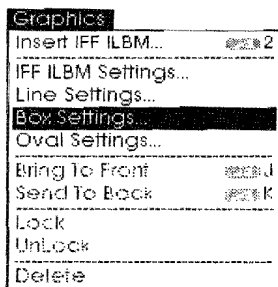 Graphics
Insert IFF ILBM... 2
IFF ILBM Settings...
Line Settings...
Box Settings...
Oval Settings...
Bring To Front J
Send To Back K
Lock
UnLock
Delete